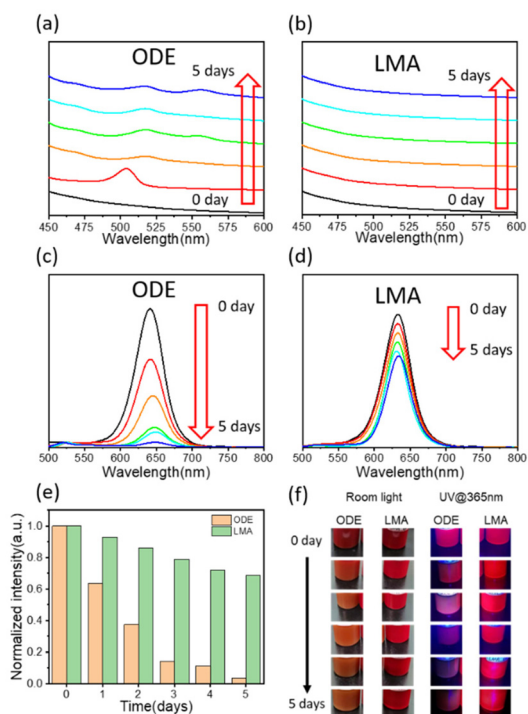 (a)
(b)
ODE
LMA
5 days
5 days
0 day
0 day
450 475 500 525 550 575 600
450 475 500 525 550 575 600
Wavelength(nm)
Wavelength(nm)
(c)
(d)
ODE
LMA
0 day
0 day
5 days
5 days
500 550 600 650 700 750 800
500 550 600 650 700 750 800
Wavelength(nm)
Wavelength(nm)
(e)
(f)
Normalized intensity(a.u.)
1.0
0.8
0.6
0.4
0.2
0.0
ODE
LMA
0 1 2 3 4 5
Time(days)
Room light UV@365nm
ODE LMA ODE LMA
0 day
5 days